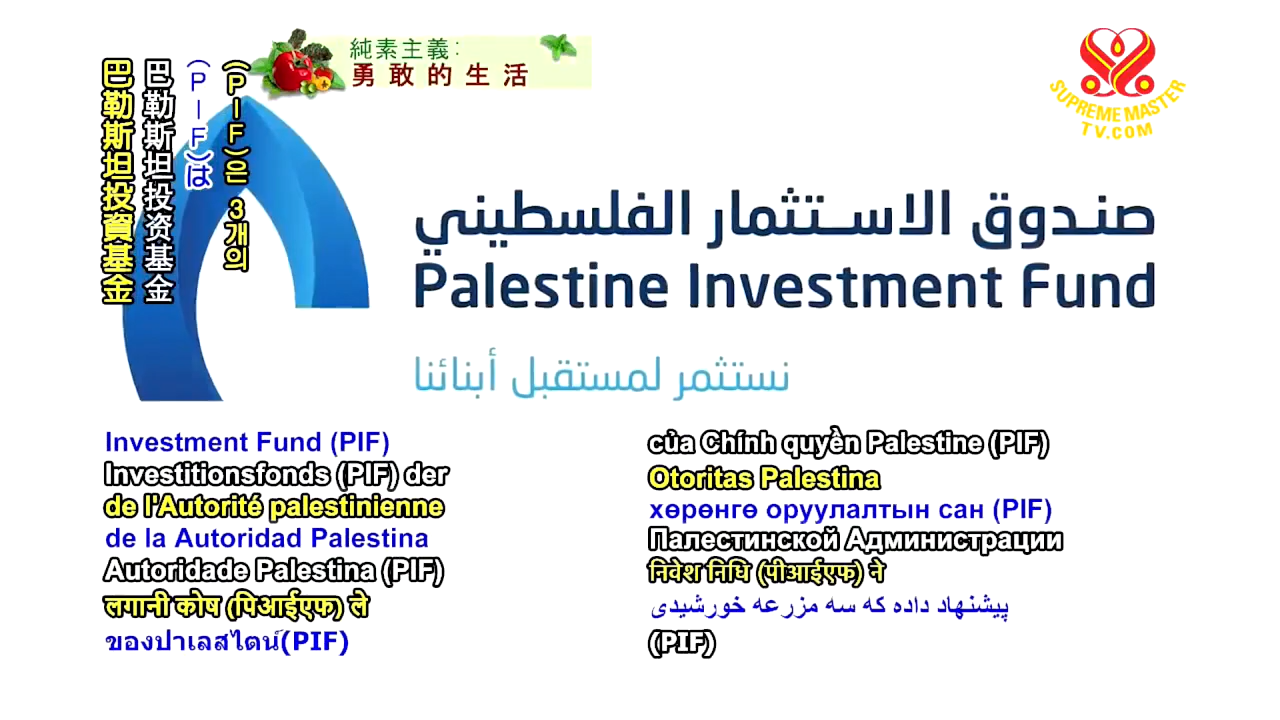 純素主義:
勇敢的生活
SUPREME MASTER
TV.COM
(PIF)은 3개의
(PIF)は
巴勒斯坦投资基金
巴勒斯坦投資基金
صندوق الاستثمار الفلسطيني
Palestine Investment Fund
نستثمر لمستقبل أبنائنا
Investment Fund (PIF)
Investitionsfonds (PIF) der
de l'Autorité palestinienne
de la Autoridad Palestina
Autoridade Palestina (PIF)
लगानी कोष (पिआईएफ) ले
ของปาเลสไตน์(PIF)
của Chính quyền Palestine (PIF)
Otoritas Palestina
хөрөнгө оруулалтын сан (PIF)
Палестинской Администрации
निवेश निधि (पीआईएफ) ने
پیشنهاد داده که سه مزرعه خورشیدی
(PIF)